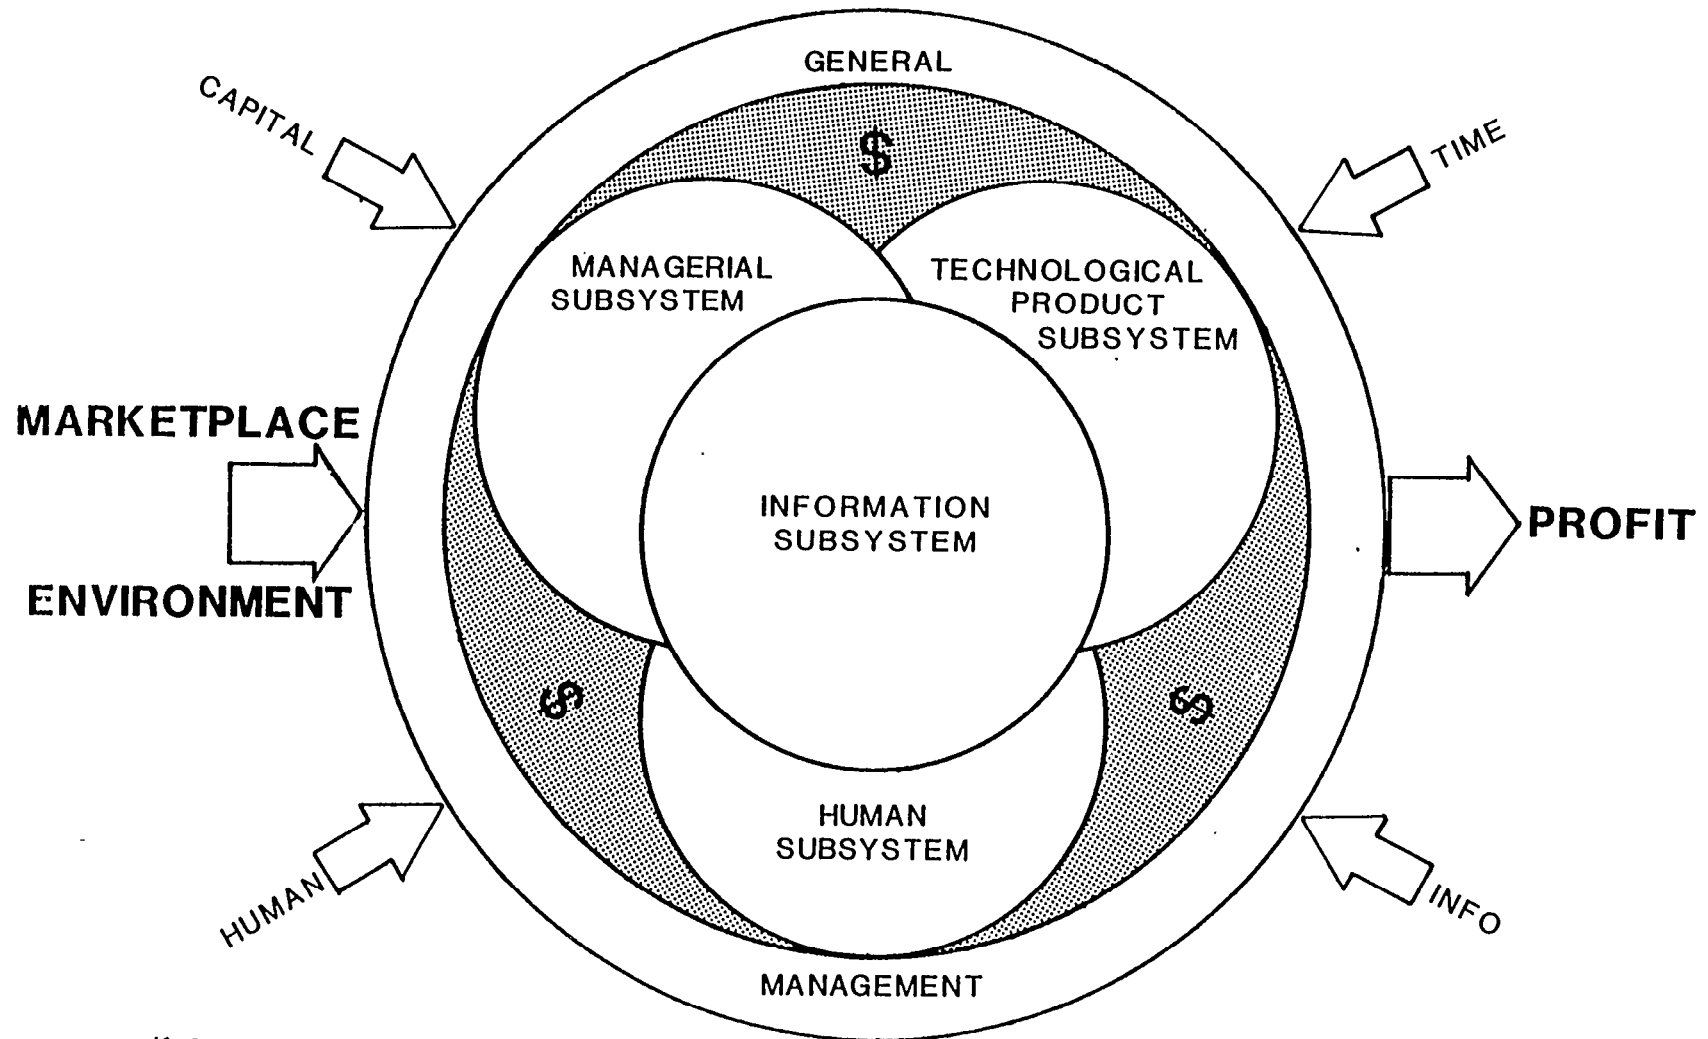 GENERAL
CAPITAL
TIME
$
MANAGERIAL
SUBSYSTEM
TECHNOLOGICAL
PRODUCT
SUBSYSTEM
MARKETPLACE
ENVIRONMENT
INFORMATION
SUBSYSTEM
PROFIT
$
$
HUMAN
SUBSYSTEM
HUMAN
INFO
MANAGEMENT